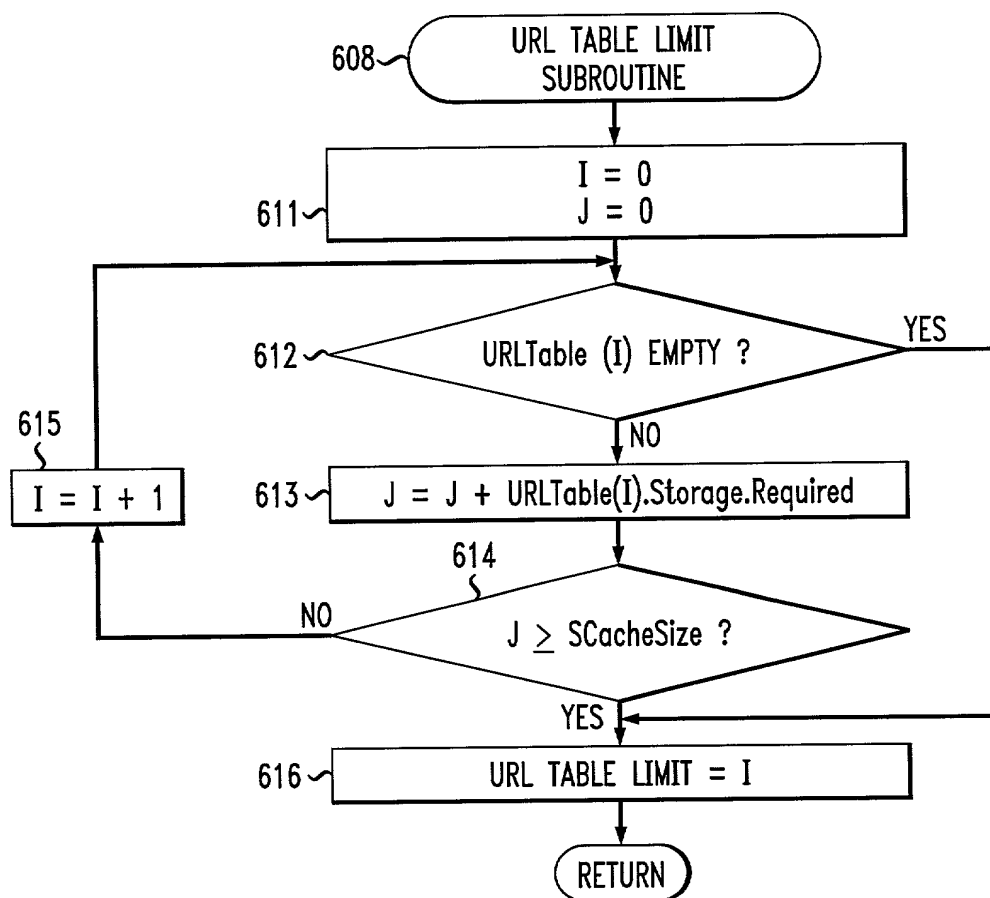 608
URL TABLE LIMIT
SUBROUTINE
611
I = 0
J = 0
612
URLTable (I) EMPTY ?
YES
NO
615
I = I + 1
613
J = J + URLTable(I).Storage.Required
614
NO
J ≥ SCacheSize ?
YES
616
URL TABLE LIMIT = I
RETURN